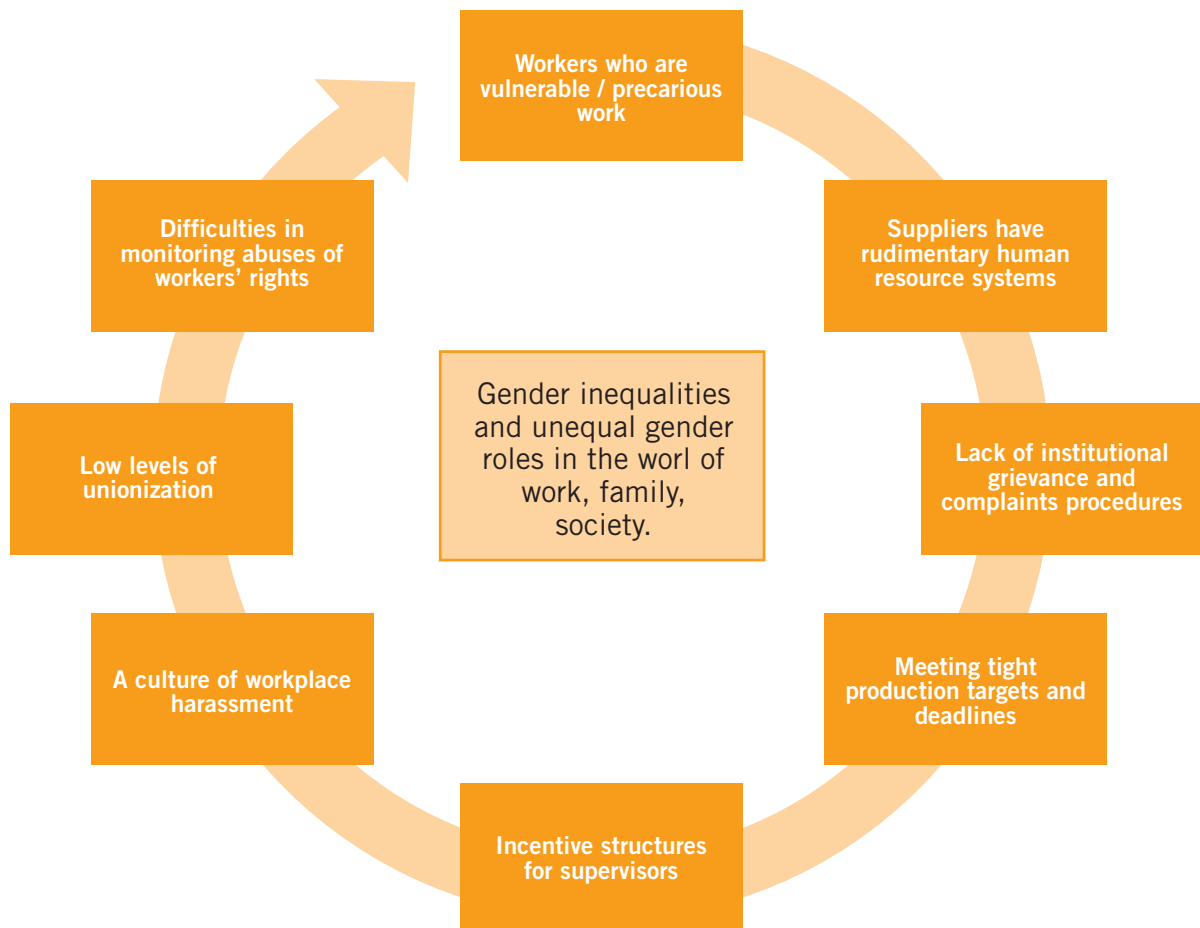 Workers who are
vulnerable / precarious
work
Suppliers have
rudimentary human
resource systems
Lack of institutional
grievance and
complaints procedures
Meeting tight
production targets and
deadlines
Incentive structures
for supervisors
A culture of workplace
harassment
Low levels of
unionization
Difficulties in
monitoring abuses of
workers’ rights
Gender inequalities
and unequal gender
roles in the worl of
work, family,
society.